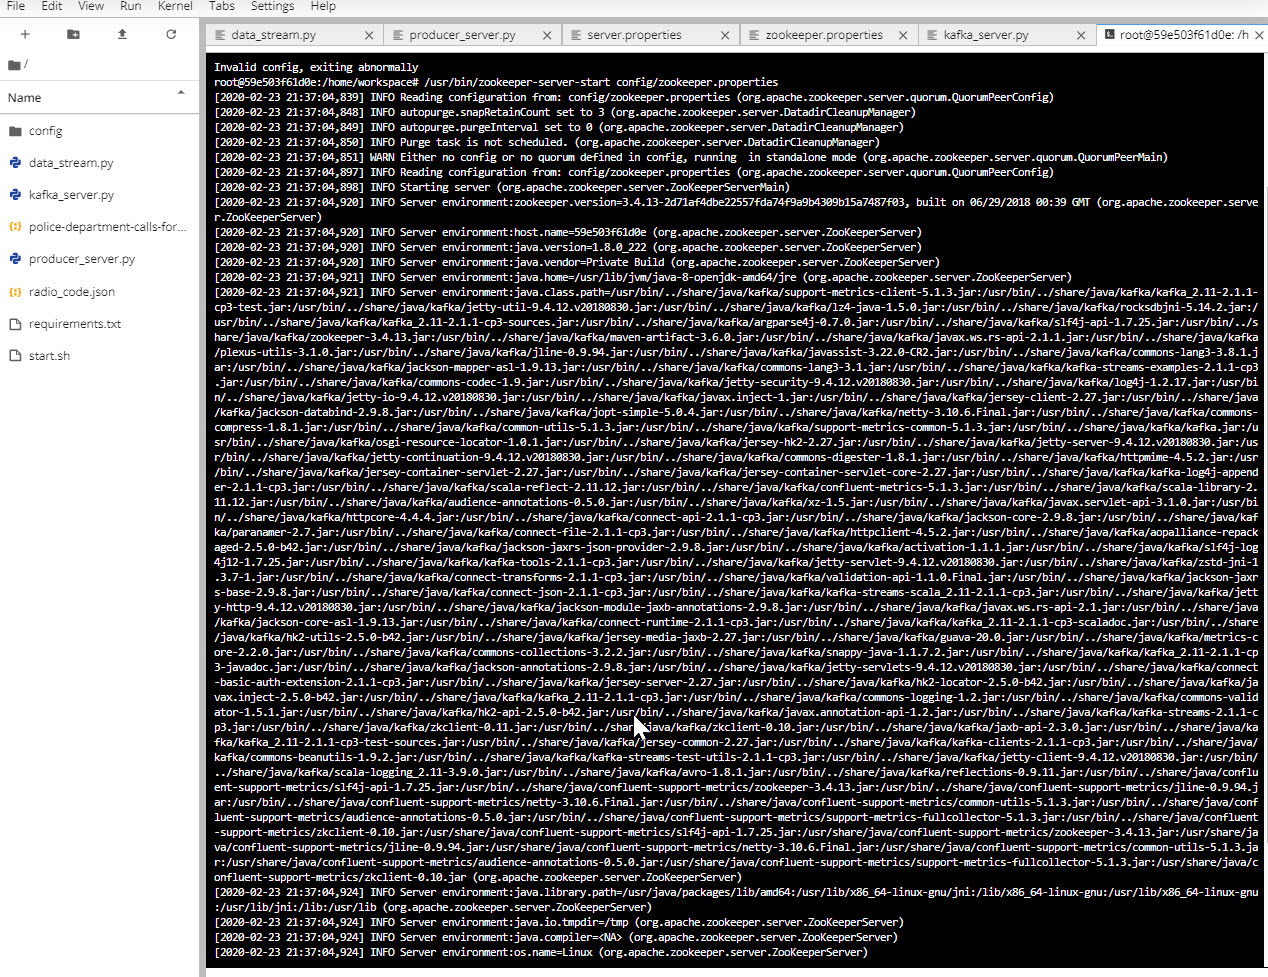 File Edit View Run Kernel Tabs Settings Help
data_stream.py producer_server.py server.properties zookeeper.properties kafka_server.py root@59e503f61d0e: /h
/
Name
config
data_stream.py
kafka_server.py
police-department-calls-for...
producer_server.py
radio_code.json
requirements.txt
start.sh
Invalid config, exiting abnormally
root@59e503f61d0e:/home/workspace# /usr/bin/zookeeper-server-start config/zookeeper.properties
[2020-02-23 21:37:04,839] INFO Reading configuration from: config/zookeeper.properties (org.apache.zookeeper.server.quorum.QuorumPeerConfig)
[2020-02-23 21:37:04,848] INFO autopurge.snapRetainCount set to 3 (org.apache.zookeeper.server.DatadirCleanupManager)
[2020-02-23 21:37:04,849] INFO autopurge.purgeInterval set to 0 (org.apache.zookeeper.server.DatadirCleanupManager)
[2020-02-23 21:37:04,850] INFO Purge task is not scheduled. (org.apache.zookeeper.server.DatadirCleanupManager)
[2020-02-23 21:37:04,851] WARN Either no config or no quorum defined in config, running  in standalone mode (org.apache.zookeeper.server.quorum.QuorumPeerMain)
[2020-02-23 21:37:04,897] INFO Reading configuration from: config/zookeeper.properties (org.apache.zookeeper.server.quorum.QuorumPeerConfig)
[2020-02-23 21:37:04,898] INFO Starting server (org.apache.zookeeper.server.ZooKeeperServerMain)
[2020-02-23 21:37:04,920] INFO Server environment:zookeeper.version=3.4.13-2d71af4dbe22557fda74f9a9b4309b15a7487f03, built on 06/29/2018 00:39 GMT (org.apache.zookeeper.serve
r.ZooKeeperServer)
[2020-02-23 21:37:04,920] INFO Server environment:host.name=59e503f61d0e (org.apache.zookeeper.server.ZooKeeperServer)
[2020-02-23 21:37:04,920] INFO Server environment:java.version=1.8.0_222 (org.apache.zookeeper.server.ZooKeeperServer)
[2020-02-23 21:37:04,920] INFO Server environment:java.vendor=Private Build (org.apache.zookeeper.server.ZooKeeperServer)
[2020-02-23 21:37:04,921] INFO Server environment:java.home=/usr/lib/jvm/java-8-openjdk-amd64/jre (org.apache.zookeeper.server.ZooKeeperServer)
[2020-02-23 21:37:04,921] INFO Server environment:java.class.path=/usr/bin/../share/java/kafka/support-metrics-client-5.1.3.jar:/usr/bin/../share/java/kafka/kafka_2.11-2.1.1-
cp3-test.jar:/usr/bin/../share/java/kafka/jetty-util-9.4.12.v20180830.jar:/usr/bin/../share/java/kafka/lz4-java-1.5.0.jar:/usr/bin/../share/java/kafka/rocksdbjni-5.14.2.jar:/
usr/bin/../share/java/kafka/kafka_2.11-2.1.1-cp3-sources.jar:/usr/bin/../share/java/kafka/argparse4j-0.7.0.jar:/usr/bin/../share/java/kafka/slf4j-api-1.7.25.jar:/usr/bin/../s
hare/java/kafka/zookeeper-3.4.13.jar:/usr/bin/../share/java/kafka/maven-artifact-3.6.0.jar:/usr/bin/../share/java/kafka/javax.ws.rs-api-2.1.1.jar:/usr/bin/../share/java/kafka
/plexus-utils-3.1.0.jar:/usr/bin/../share/java/kafka/jline-0.9.94.jar:/usr/bin/../share/java/kafka/javassist-3.22.0-CR2.jar:/usr/bin/../share/java/kafka/commons-lang3-3.8.1.j
ar:/usr/bin/../share/java/kafka/jackson-mapper-asl-1.9.13.jar:/usr/bin/../share/java/kafka/commons-lang3-3.1.jar:/usr/bin/../share/java/kafka/kafka-streams-examples-2.1.1-cp3
.jar:/usr/bin/../share/java/kafka/commons-codec-1.9.jar:/usr/bin/../share/java/kafka/jetty-security-9.4.12.v20180830.jar:/usr/bin/../share/java/kafka/log4j-1.2.17.jar:/usr/bi
n/../share/java/kafka/jetty-io-9.4.12.v20180830.jar:/usr/bin/../share/java/kafka/javax.inject-1.jar:/usr/bin/../share/java/kafka/jersey-client-2.27.jar:/usr/bin/../share/java
/kafka/jackson-databind-2.9.8.jar:/usr/bin/../share/java/kafka/jopt-simple-5.0.4.jar:/usr/bin/../share/java/kafka/netty-3.10.6.Final.jar:/usr/bin/../share/java/kafka/commons-
compress-1.8.1.jar:/usr/bin/../share/java/kafka/common-utils-5.1.3.jar:/usr/bin/../share/java/kafka/support-metrics-common-5.1.3.jar:/usr/bin/../share/java/kafka/kafka.jar:/u
sr/bin/../share/java/kafka/osgi-resource-locator-1.0.1.jar:/usr/bin/../share/java/kafka/jersey-hk2-2.27.jar:/usr/bin/../share/java/kafka/jetty-server-9.4.12.v20180830.jar:/us
r/bin/../share/java/kafka/jetty-continuation-9.4.12.v20180830.jar:/usr/bin/../share/java/kafka/commons-digester-1.8.1.jar:/usr/bin/../share/java/kafka/httpmime-4.5.2.jar:/usr
/bin/../share/java/kafka/jersey-container-servlet-2.27.jar:/usr/bin/../share/java/kafka/jersey-container-servlet-core-2.27.jar:/usr/bin/../share/java/kafka/kafka-log4j-append
er-2.1.1-cp3.jar:/usr/bin/../share/java/kafka/scala-reflect-2.11.12.jar:/usr/bin/../share/java/kafka/confluent-metrics-5.1.3.jar:/usr/bin/../share/java/kafka/scala-library-2.
11.12.jar:/usr/bin/../share/java/kafka/audience-annotations-0.5.0.jar:/usr/bin/../share/java/kafka/xz-1.5.jar:/usr/bin/../share/java/kafka/javax.servlet-api-3.1.0.jar:/usr/bi
n/../share/java/kafka/httpcore-4.4.4.jar:/usr/bin/../share/java/kafka/connect-api-2.1.1-cp3.jar:/usr/bin/../share/java/kafka/jackson-core-2.9.8.jar:/usr/bin/../share/java/kaf
ka/paranamer-2.7.jar:/usr/bin/../share/java/kafka/connect-file-2.1.1-cp3.jar:/usr/bin/../share/java/kafka/httpclient-4.5.2.jar:/usr/bin/../share/java/kafka/aopalliance-repack
aged-2.5.0-b42.jar:/usr/bin/../share/java/kafka/jackson-jaxrs-json-provider-2.9.8.jar:/usr/bin/../share/java/kafka/activation-1.1.1.jar:/usr/bin/../share/java/kafka/slf4j-log
4j12-1.7.25.jar:/usr/bin/../share/java/kafka/kafka-tools-2.1.1-cp3.jar:/usr/bin/../share/java/kafka/jetty-servlet-9.4.12.v20180830.jar:/usr/bin/../share/java/kafka/zstd-jni-1
.3.7-1.jar:/usr/bin/../share/java/kafka/connect-transforms-2.1.1-cp3.jar:/usr/bin/../share/java/kafka/validation-api-1.1.0.Final.jar:/usr/bin/../share/java/kafka/jackson-jaxr
s-base-2.9.8.jar:/usr/bin/../share/java/kafka/connect-json-2.1.1-cp3.jar:/usr/bin/../share/java/kafka/kafka-streams-scala_2.11-2.1.1-cp3.jar:/usr/bin/../share/java/kafka/jett
y-http-9.4.12.v20180830.jar:/usr/bin/../share/java/kafka/jackson-module-jaxb-annotations-2.9.8.jar:/usr/bin/../share/java/kafka/javax.ws.rs-api-2.1.jar:/usr/bin/../share/java
/kafka/jackson-core-asl-1.9.13.jar:/usr/bin/../share/java/kafka/connect-runtime-2.1.1-cp3.jar:/usr/bin/../share/java/kafka/kafka_2.11-2.1.1-cp3-scaladoc.jar:/usr/bin/../share
/java/kafka/hk2-utils-2.5.0-b42.jar:/usr/bin/../share/java/kafka/jersey-media-jaxb-2.27.jar:/usr/bin/../share/java/kafka/guava-20.0.jar:/usr/bin/../share/java/kafka/metrics-c
ore-2.2.0.jar:/usr/bin/../share/java/kafka/commons-collections-3.2.2.jar:/usr/bin/../share/java/kafka/snappy-java-1.1.7.2.jar:/usr/bin/../share/java/kafka/kafka_2.11-2.1.1-cp
3-javadoc.jar:/usr/bin/../share/java/kafka/jackson-annotations-2.9.8.jar:/usr/bin/../share/java/kafka/jetty-servlets-9.4.12.v20180830.jar:/usr/bin/../share/java/kafka/connect
-basic-auth-extension-2.1.1-cp3.jar:/usr/bin/../share/java/kafka/jersey-server-2.27.jar:/usr/bin/../share/java/kafka/hk2-locator-2.5.0-b42.jar:/usr/bin/../share/java/kafka/ja
vax.inject-2.5.0-b42.jar:/usr/bin/../share/java/kafka/kafka_2.11-2.1.1-cp3.jar:/usr/bin/../share/java/kafka/commons-logging-1.2.jar:/usr/bin/../share/java/kafka/commons-valid
ator-1.5.1.jar:/usr/bin/../share/java/kafka/hk2-api-2.5.0-b42.jar:/usr/bin/../share/java/kafka/javax.annotation-api-1.2.jar:/usr/bin/../share/java/kafka/kafka-streams-2.1.1-c
p3.jar:/usr/bin/../share/java/kafka/zkclient-0.11.jar:/usr/bin/../share/java/kafka/zkclient-0.10.jar:/usr/bin/../share/java/kafka/jaxb-api-2.3.0.jar:/usr/bin/../share/java/ka
fka/kafka_2.11-2.1.1-cp3-test-sources.jar:/usr/bin/../share/java/kafka/jersey-common-2.27.jar:/usr/bin/../share/java/kafka/kafka-clients-2.1.1-cp3.jar:/usr/bin/../share/java/
kafka/commons-beanutils-1.9.2.jar:/usr/bin/../share/java/kafka/kafka-streams-test-utils-2.1.1-cp3.jar:/usr/bin/../share/java/kafka/jetty-client-9.4.12.v20180830.jar:/usr/bin/
../share/java/kafka/scala-logging_2.11-3.9.0.jar:/usr/bin/../share/java/kafka/avro-1.8.1.jar:/usr/bin/../share/java/kafka/reflections-0.9.11.jar:/usr/bin/../share/java/conflu
ent-support-metrics/slf4j-api-1.7.25.jar:/usr/bin/../share/java/confluent-support-metrics/zookeeper-3.4.13.jar:/usr/bin/../share/java/confluent-support-metrics/jline-0.9.94.j
ar:/usr/bin/../share/java/confluent-support-metrics/netty-3.10.6.Final.jar:/usr/bin/../share/java/confluent-support-metrics/common-utils-5.1.3.jar:/usr/bin/../share/java/conf
luent-support-metrics/audience-annotations-0.5.0.jar:/usr/bin/../share/java/confluent-support-metrics/support-metrics-fullcollector-5.1.3.jar:/usr/bin/../share/java/confluent
-support-metrics/zkclient-0.10.jar:/usr/share/java/confluent-support-metrics/slf4j-api-1.7.25.jar:/usr/share/java/confluent-support-metrics/zookeeper-3.4.13.jar:/usr/share/ja
va/confluent-support-metrics/jline-0.9.94.jar:/usr/share/java/confluent-support-metrics/netty-3.10.6.Final.jar:/usr/share/java/confluent-support-metrics/common-utils-5.1.3.ja
r:/usr/share/java/confluent-support-metrics/audience-annotations-0.5.0.jar:/usr/share/java/confluent-support-metrics/support-metrics-fullcollector-5.1.3.jar:/usr/share/java/c
onfluent-support-metrics/zkclient-0.10.jar (org.apache.zookeeper.server.ZooKeeperServer)
[2020-02-23 21:37:04,924] INFO Server environment:java.library.path=/usr/java/packages/lib/amd64:/usr/lib/x86_64-linux-gnu/jni:/lib/x86_64-linux-gnu:/usr/lib/x86_64-linux-gnu
:/usr/lib/jni:/lib:/usr/lib (org.apache.zookeeper.server.ZooKeeperServer)
[2020-02-23 21:37:04,924] INFO Server environment:java.io.tmpdir=/tmp (org.apache.zookeeper.server.ZooKeeperServer)
[2020-02-23 21:37:04,924] INFO Server environment:java.compiler=<NA> (org.apache.zookeeper.server.ZooKeeperServer)
[2020-02-23 21:37:04,924] INFO Server environment:os.name=Linux (org.apache.zookeeper.server.ZooKeeperServer)